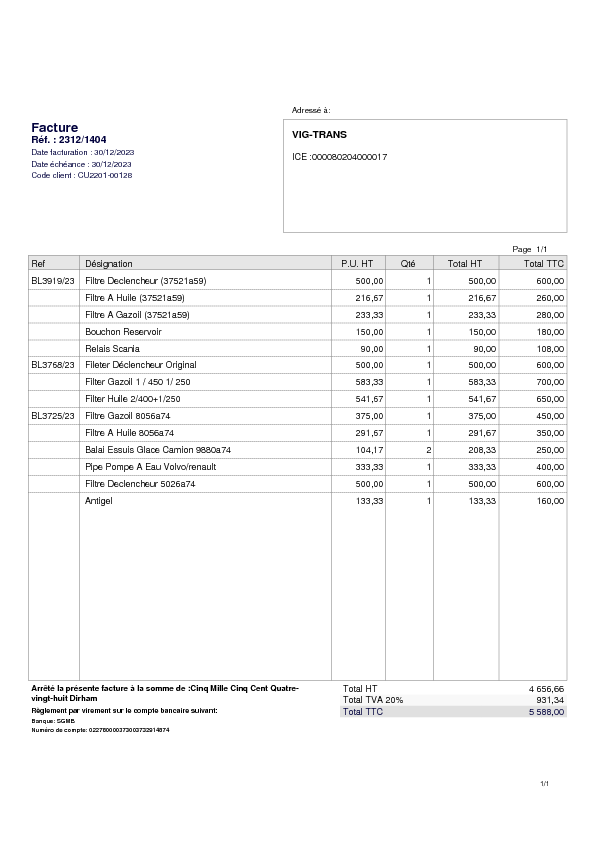 Adressé à:
Facture
Réf. : 2312/1404
Date facturation : 30/12/2023
Date échéance : 30/12/2023
Code client : CU2201-00128
VIG-TRANS
ICE :000080204000017
Page 1/1
Ref Désignation P.U. HT Qté Total HT Total TTC
BL3919/23 Filtre Declencheur (37521a59) 500,00 1 500,00 600,00
Filtre A Huile (37521a59) 216,67 1 216,67 260,00
Filtre A Gazoil (37521a59) 233,33 1 233,33 280,00
Bouchon Reservoir 150,00 1 150,00 180,00
Relais Scania 90,00 1 90,00 108,00
BL3768/23 Fileter Déclencheur Original 500,00 1 500,00 600,00
Filter Gazoil 1 / 450 1/ 250 583,33 1 583,33 700,00
Filter Huile 2/400+1/250 541,67 1 541,67 650,00
BL3725/23 Filtre Gazoil 8056a74 375,00 1 375,00 450,00
Filtre A Huile 8056a74 291,67 1 291,67 350,00
Balai Essuis Glace Camion 9880a74 104,17 2 208,33 250,00
Pipe Pompe A Eau Volvo/renault 333,33 1 333,33 400,00
Filtre Declencheur 5026a74 500,00 1 500,00 600,00
Antigel 133,33 1 133,33 160,00
Arrêté la présente facture à la somme de :Cinq Mille Cinq Cent Quatre-
vingt-huit Dirham
Règlement par virement sur le compte bancaire suivant:
Banque: SGMB
Numéro de compte: 022780000373003732914874
Total HT 4 656,66
Total TVA 20% 931,34
Total TTC 5 588,00
1/1